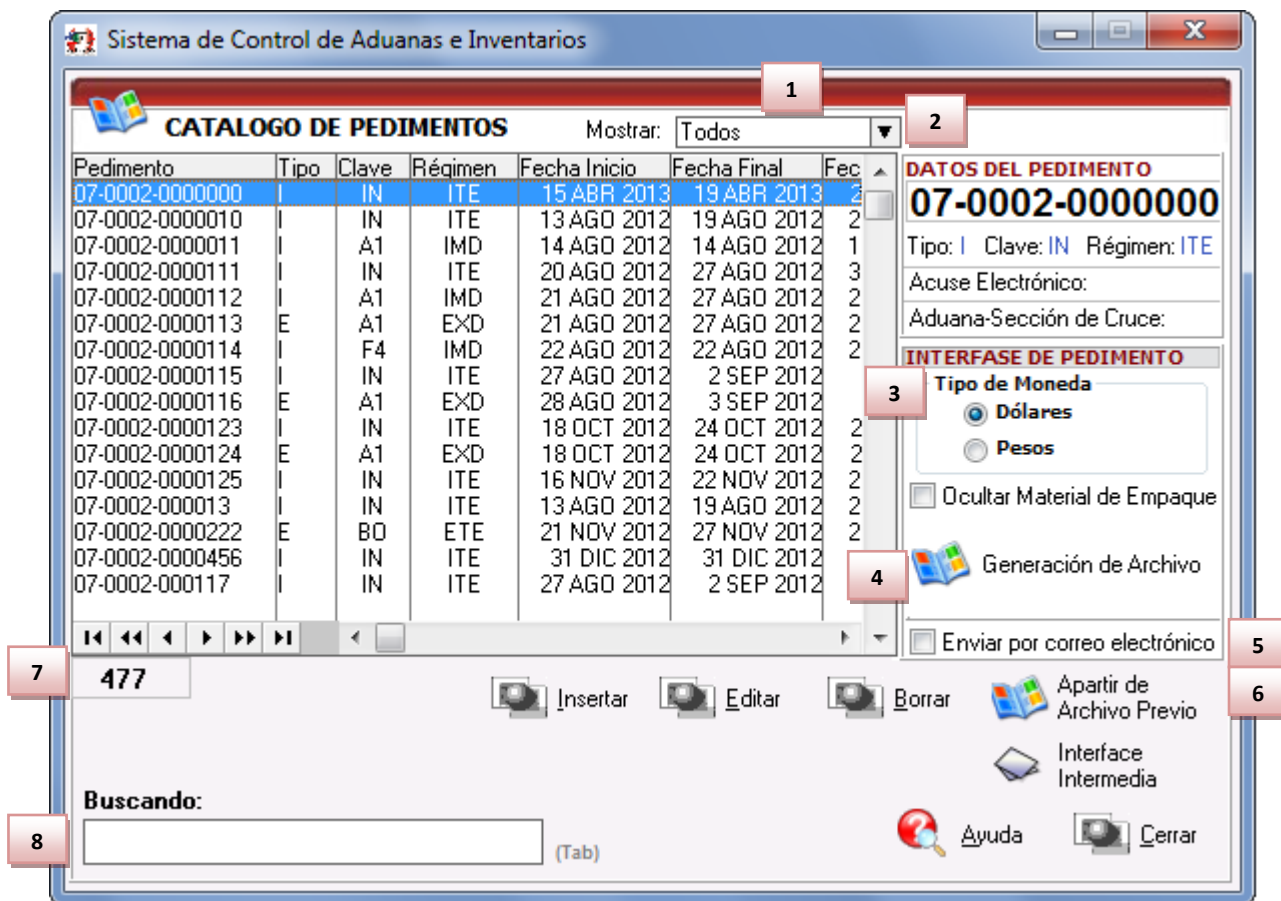 Sistema de Control de Aduanas e Inventarios
1
CATALOGO DE PEDIMENTOS Mostrar: Todos
2
Pedimento Tipo Clave Régimen Fecha Inicio Fecha Final Fec
07-0002-0000000 I IN ITE 15 ABR 2013 19 ABR 2013 2
07-0002-0000010 I IN ITE 13 AGO 2012 19 AGO 2012 2
07-0002-0000011 I A1 IMD 14 AGO 2012 14 AGO 2012 1
07-0002-0000111 I IN ITE 20 AGO 2012 27 AGO 2012 3
07-0002-0000112 I A1 IMD 21 AGO 2012 27 AGO 2012 2
07-0002-0000113 E A1 EXD 21 AGO 2012 27 AGO 2012 2
07-0002-0000114 I F4 IMD 22 AGO 2012 22 AGO 2012 2
07-0002-0000115 I IN ITE 27 AGO 2012 2 SEP 2012
07-0002-0000116 E A1 EXD 28 AGO 2012 3 SEP 2012
07-0002-0000123 I IN ITE 18 OCT 2012 24 OCT 2012 2
07-0002-0000124 E A1 EXD 18 OCT 2012 24 OCT 2012 2
07-0002-0000125 I IN ITE 16 NOV 2012 22 NOV 2012 2
07-0002-000013 I IN ITE 13 AGO 2012 19 AGO 2012 2
07-0002-0000222 E BO ETE 21 NOV 2012 27 NOV 2012 2
07-0002-0000456 I IN ITE 31 DIC 2012 31 DIC 2012
07-0002-000117 I IN ITE 27 AGO 2012 2 SEP 2012
DATOS DEL PEDIMENTO
07-0002-0000000
Tipo: I Clave: IN Régimen: ITE
Acuse Electrónico:
Aduana-Sección de Cruce:
INTERFASE DE PEDIMENTO
3
Tipo de Moneda
Dólares
Pesos
Ocultar Material de Empaque
4
Generación de Archivo
Enviar por correo electrónico
5
7
477
Insertar Editar Borrar
Apartir de
Archivo Previo
6
Interface
Intermedia
Buscando:
8
(Tab)
Ayuda Cerrar